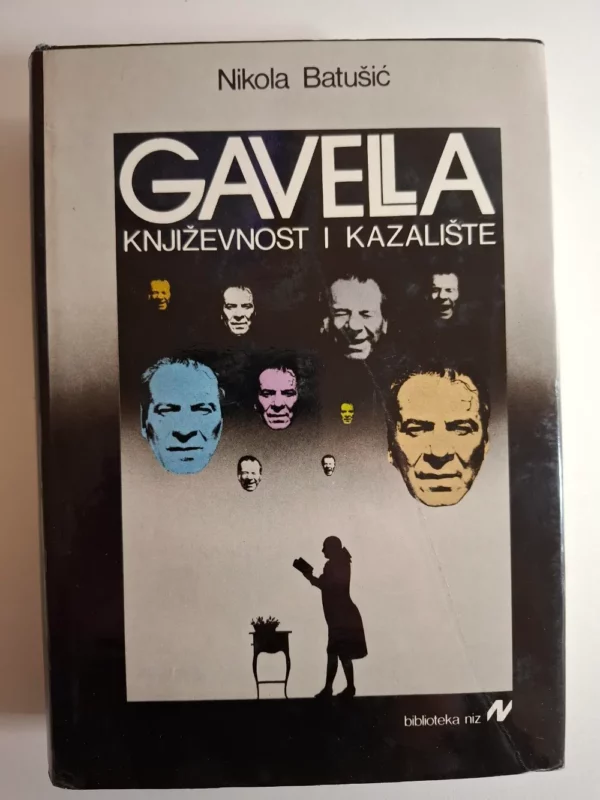 Nikola Batušić
GAVELLA
KNJIŽEVNOST I KAZALIŠTE
biblioteka niz N